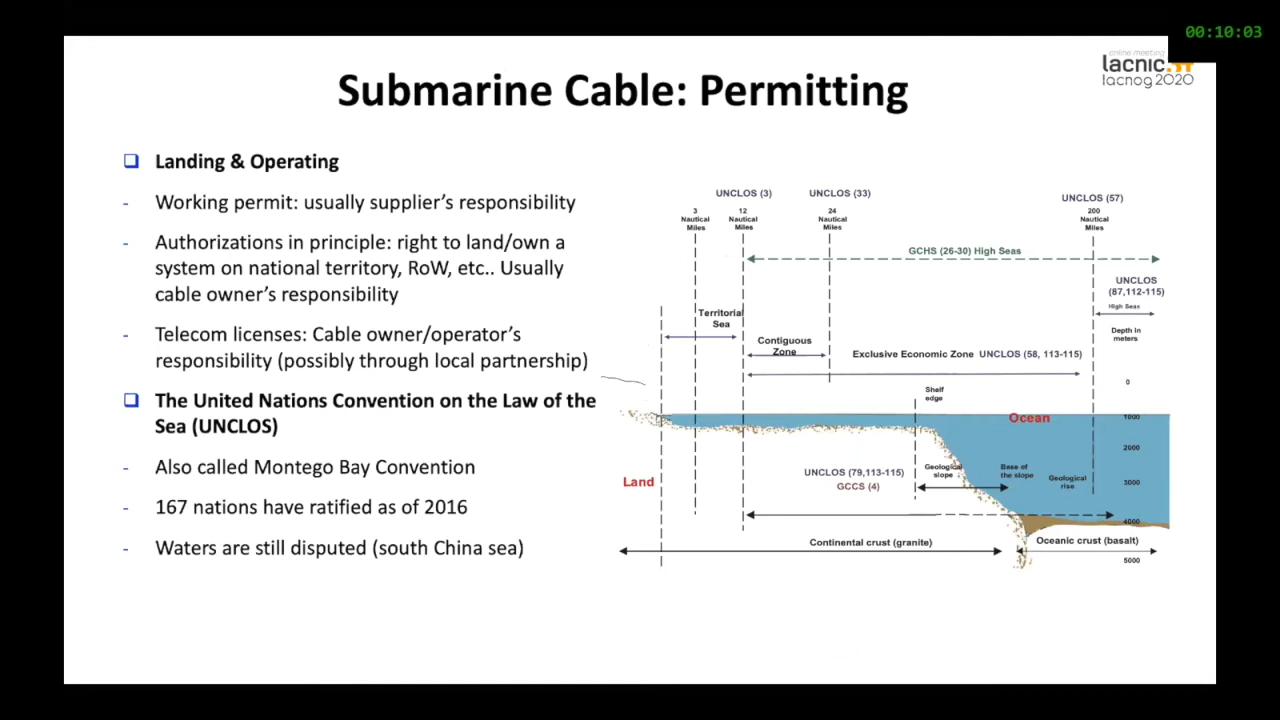 00:10:03
online meeting
lacnic.34
lacnog 2020
Submarine Cable: Permitting
Landing & Operating
- Working permit: usually supplier's responsibility
- Authorizations in principle: right to land/own a
system on national territory, RoW, etc.. Usually
cable owner's responsibility
- Telecom licenses: Cable owner/operator's
responsibility (possibly through local partnership)
The United Nations Convention on the Law of the
Sea (UNCLOS)
- Also called Montego Bay Convention
- 167 nations have ratified as of 2016
- Waters are still disputed (south China sea)
UNCLOS (3)
UNCLOS (33)
UNCLOS (57)
3
Nautical
Miles
12
Nautical
Miles
24
Nautical
Miles
200
Nautical
Miles
GCHS (26-30) High Seas
UNCLOS
(87,112-115)
High Seas
Territorial
Sea
Depth in
meters
Contiguous
Zone
Exclusive Economic Zone UNCLOS (58, 113-115)
0
Shelf
edge
Ocean
1000
2000
UNCLOS (79,113-115)
GCCS (4)
Geological
slope
Base of
the slope
Geological
rise
Land
3000
4000
Continental crust (granite)
Oceanic crust (basalt)
5000